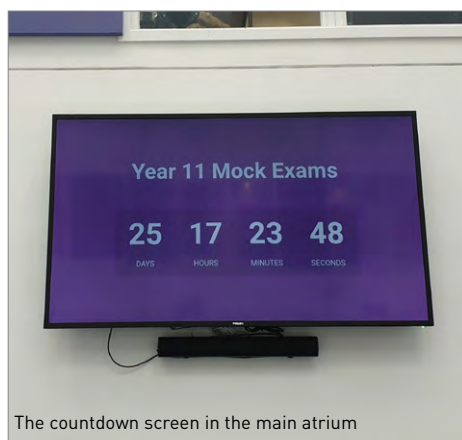 Year 11 Mock Exams
25 17 23 48
DAYS HOURS MINUTES SECONDS
The countdown screen in the main atrium